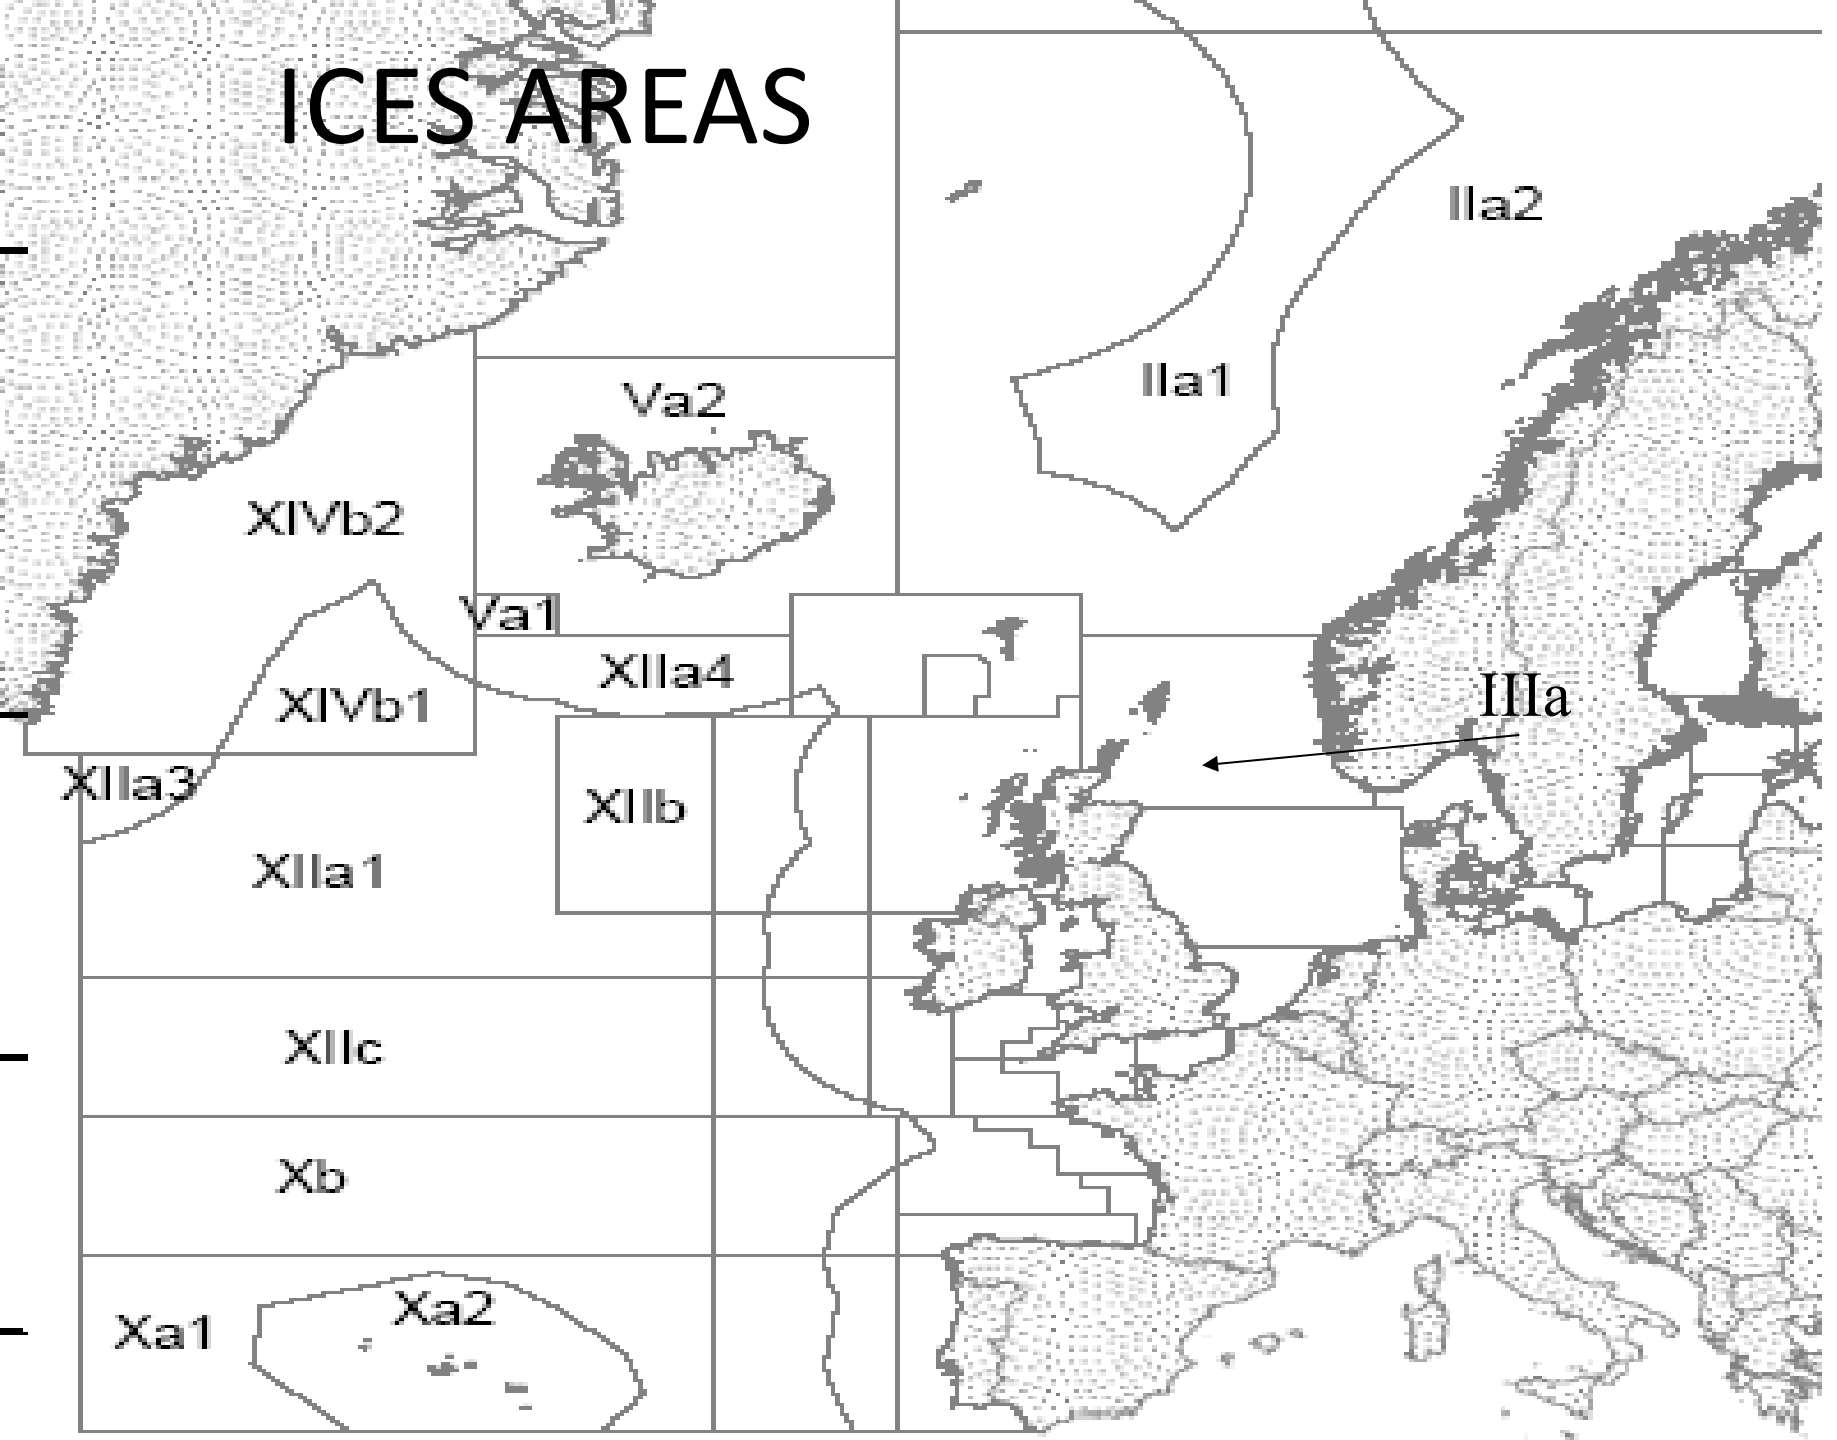 ICES AREAS
IIa2
IIa1
Va2
XIVb2
Va1
XIIa4
XIVb1
IIIa
XIIa3
XIIb
XIIa1
XIIc
Xb
Xa2
Xa1